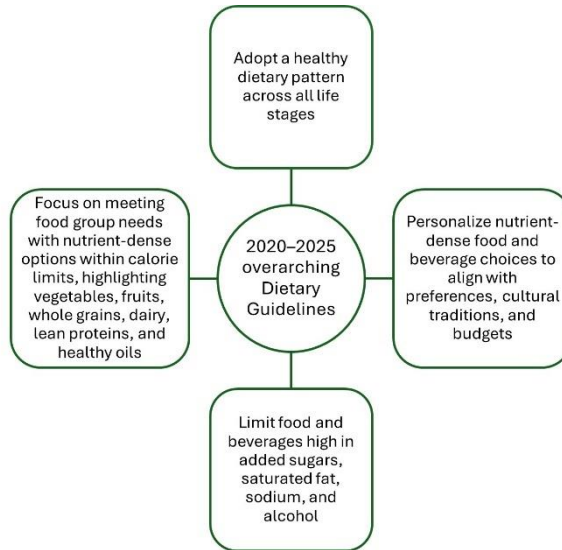 Adopt a healthy
dietary pattern
across all life
stages
Focus on meeting
food group needs
with nutrient-dense
options within calorie
limits, highlighting
vegetables, fruits,
whole grains, dairy,
lean proteins, and
healthy oils
2020–2025
overarching
Dietary
Guidelines
Personalize nutrient-
dense food and
beverage choices to
align with
preferences, cultural
traditions, and
budgets
Limit food and
beverages high in
added sugars,
saturated fat,
sodium, and
alcohol